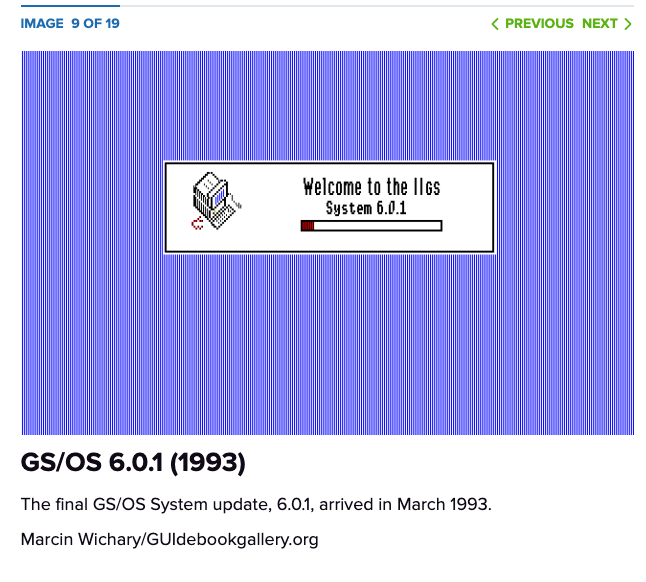 IMAGE 9 OF 19
PREVIOUS NEXT
Welcome to the IIGS
System 6.0.1
GS/OS 6.0.1 (1993)
The final GS/OS System update, 6.0.1, arrived in March 1993.
Marcin Wichary/GUIdebookgallery.org